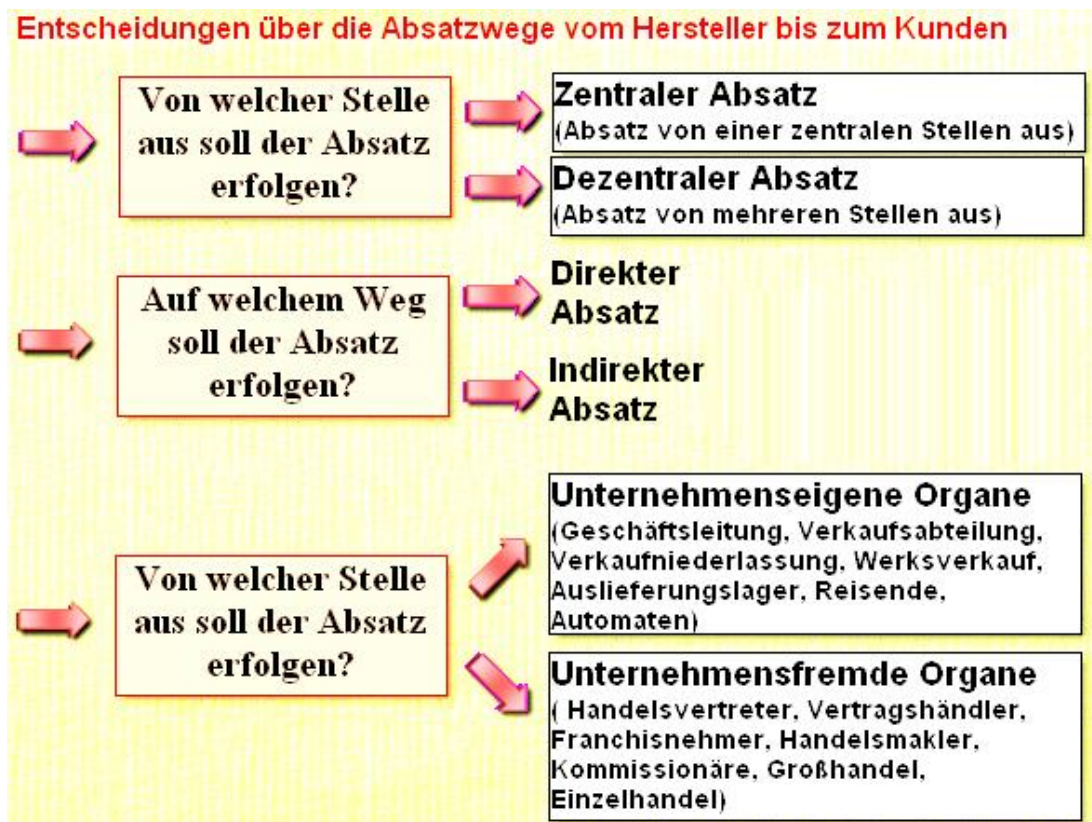 Entscheidungen über die Absatzwege vom Hersteller bis zum Kunden
Von welcher Stelle
aus soll der Absatz
erfolgen?
Zentraler Absatz
(Absatz von einer zentralen Stellen aus)
Dezentraler Absatz
(Absatz von mehreren Stellen aus)
Auf welchem Weg
soll der Absatz
erfolgen?
Direkter
Absatz
Indirekter
Absatz
Von welcher Stelle
aus soll der Absatz
erfolgen?
Unternehmenseigene Organe
(Geschäftsleitung, Verkaufsabteilung,
Verkaufniederlassung, Werksverkauf,
Auslieferungslager, Reisende,
Automaten)
Unternehmensfremde Organe
( Handelsvertreter, Vertragshändler,
Franchisnehmer, Handelsmakler,
Kommissionäre, Großhandel,
Einzelhandel)